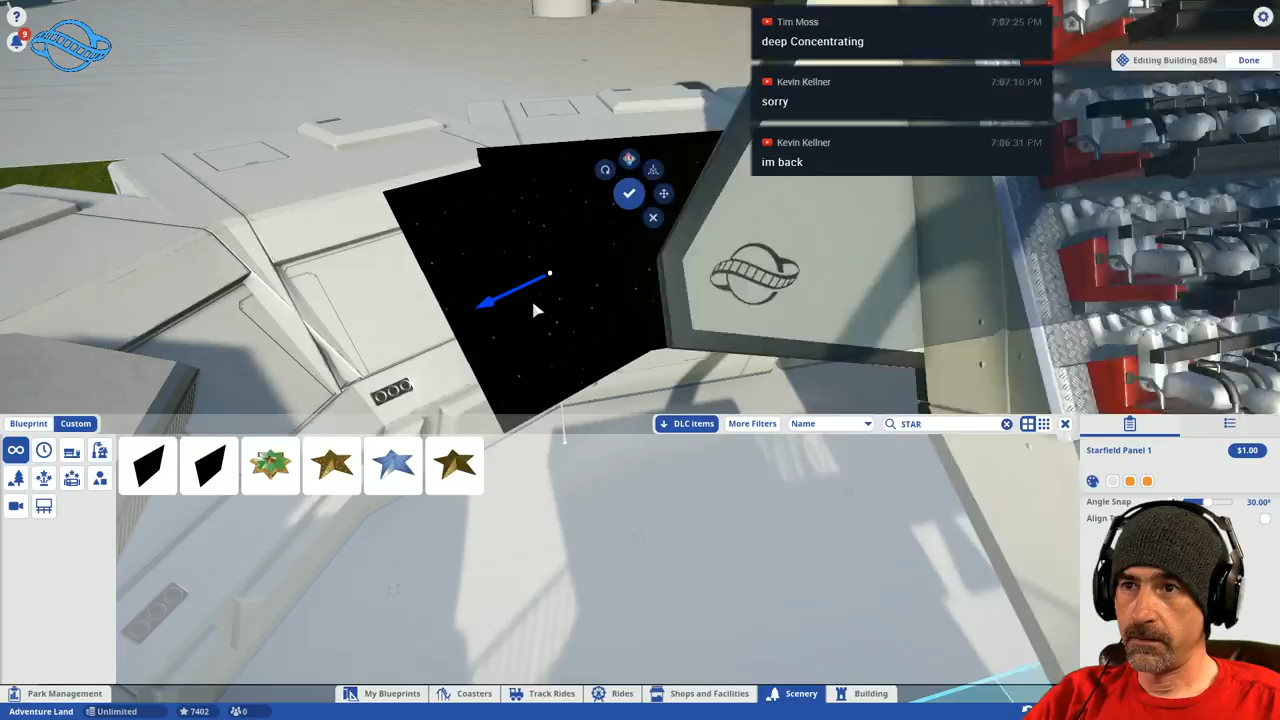 ?
9
Tim Moss 7:07:25 PM
deep Concentrating
Kevin Kellner 7:07:10 PM
sorry
Kevin Kellner 7:06:31 PM
im back
Editing Building 8894 Done
Blueprint Custom DLC items More Filters Name STAR
Starfield Panel 1 $1.00
Angle Snap 30.00°
Align T
Park Management My Blueprints Coasters Track Rides Rides Shops and Facilities Scenery Building
Adventure Land Unlimited 7402 0